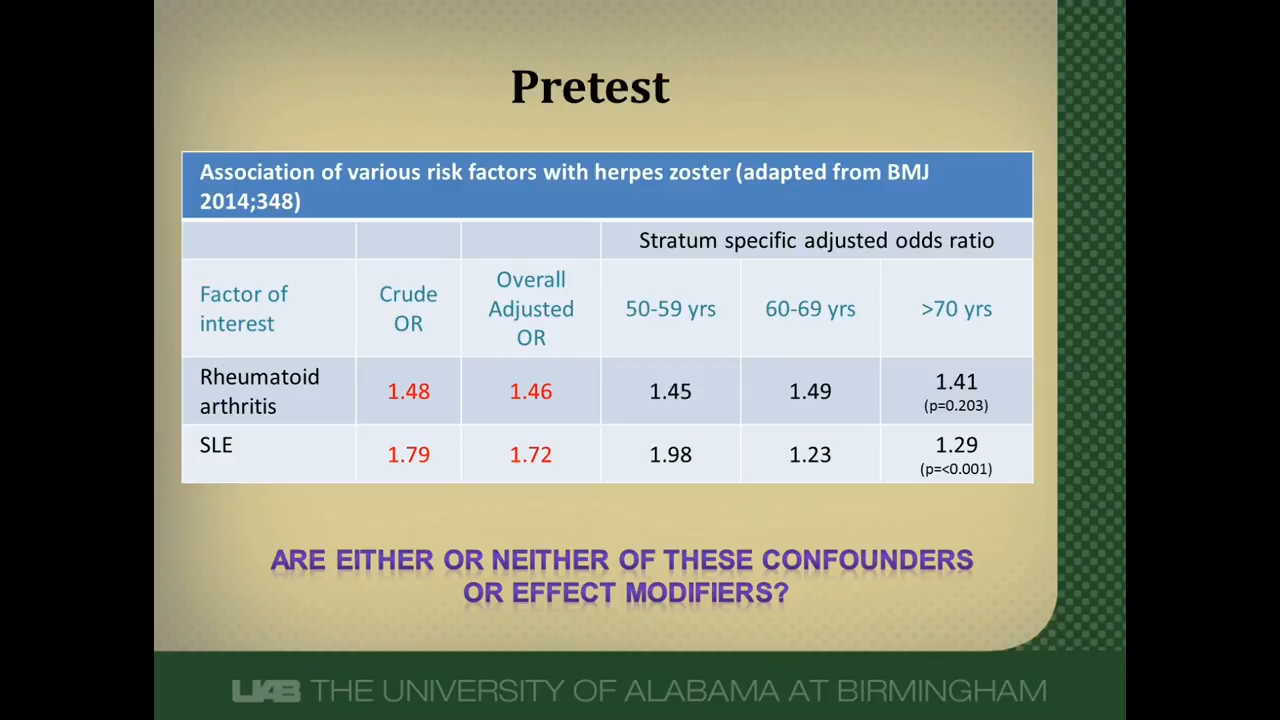 Pretest
Association of various risk factors with herpes zoster (adapted from BMJ
2014;348)
Stratum specific adjusted odds ratio
Factor of
interest
Crude
OR
Overall
Adjusted
OR
50-59 yrs
60-69 yrs
>70 yrs
Rheumatoid
arthritis
1.48
1.46
1.45
1.49
1.41
(p=0.203)
SLE
1.79
1.72
1.98
1.23
1.29
(p=<0.001)
ARE EITHER OR NEITHER OF THESE CONFOUNDERS
OR EFFECT MODIFIERS?
UAB THE UNIVERSITY OF ALABAMA AT BIRMINGHAM